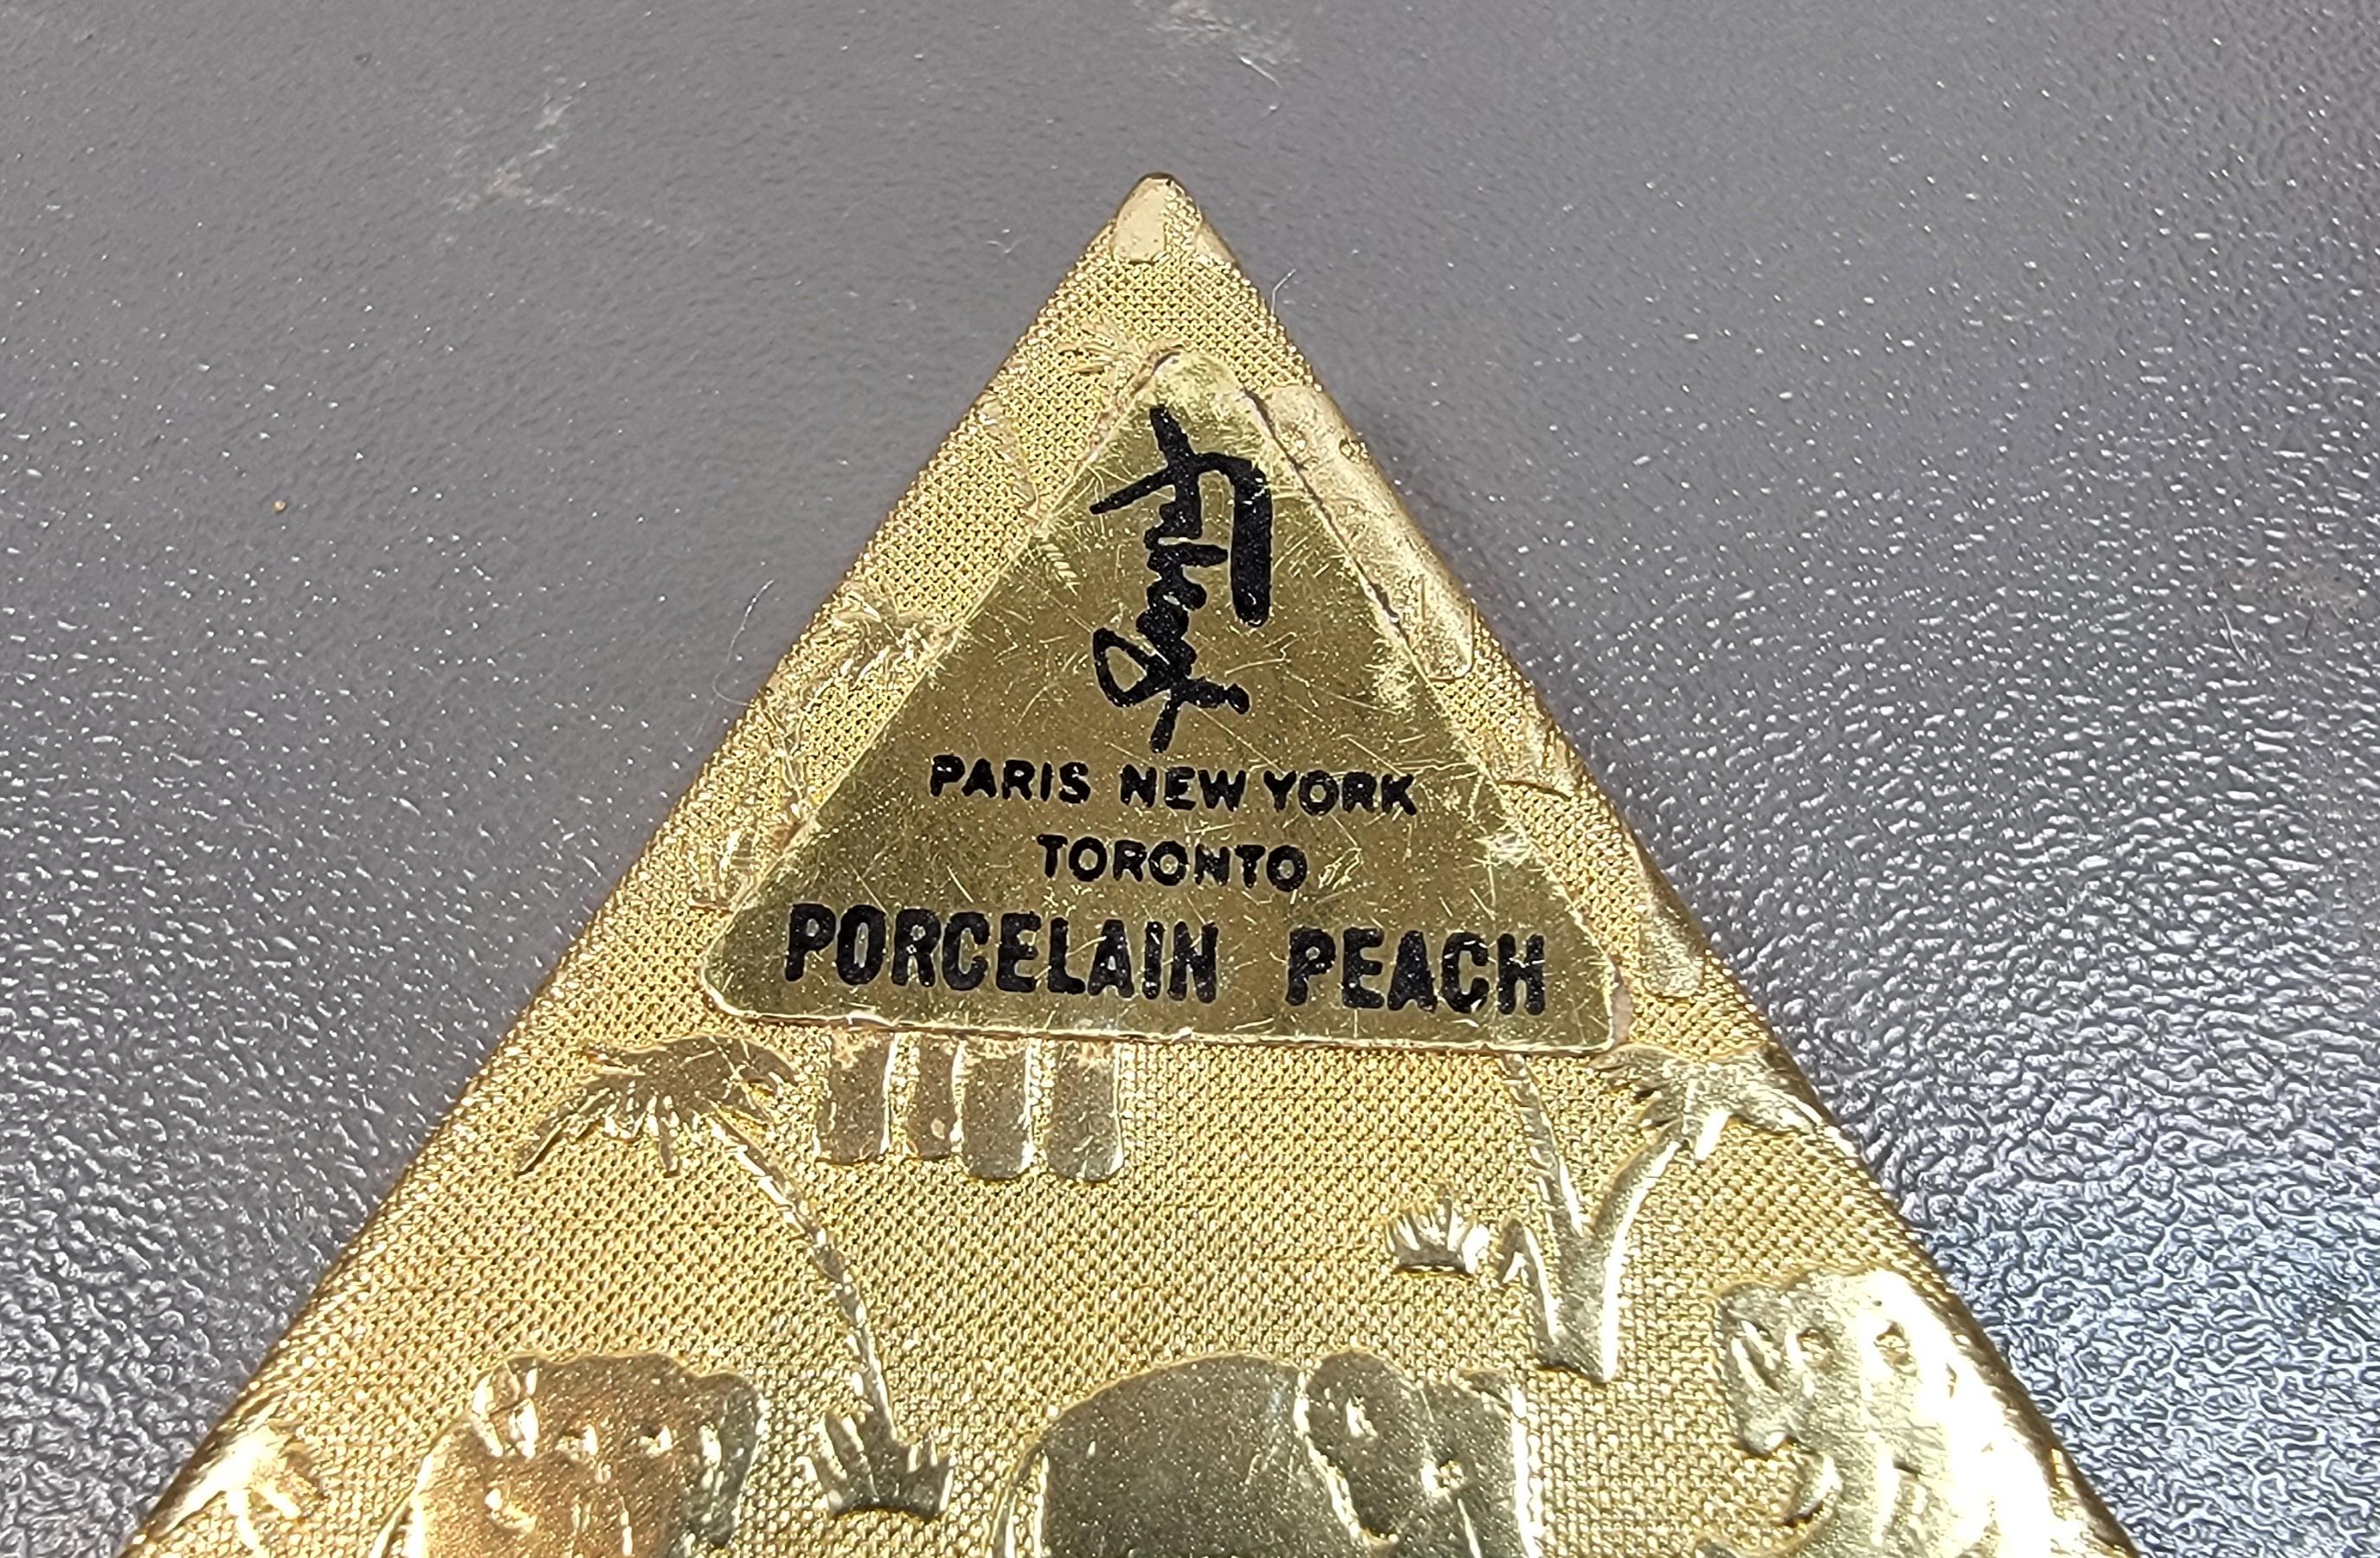 PARIS NEW YORK
TORONTO
PORCELAIN PEACH